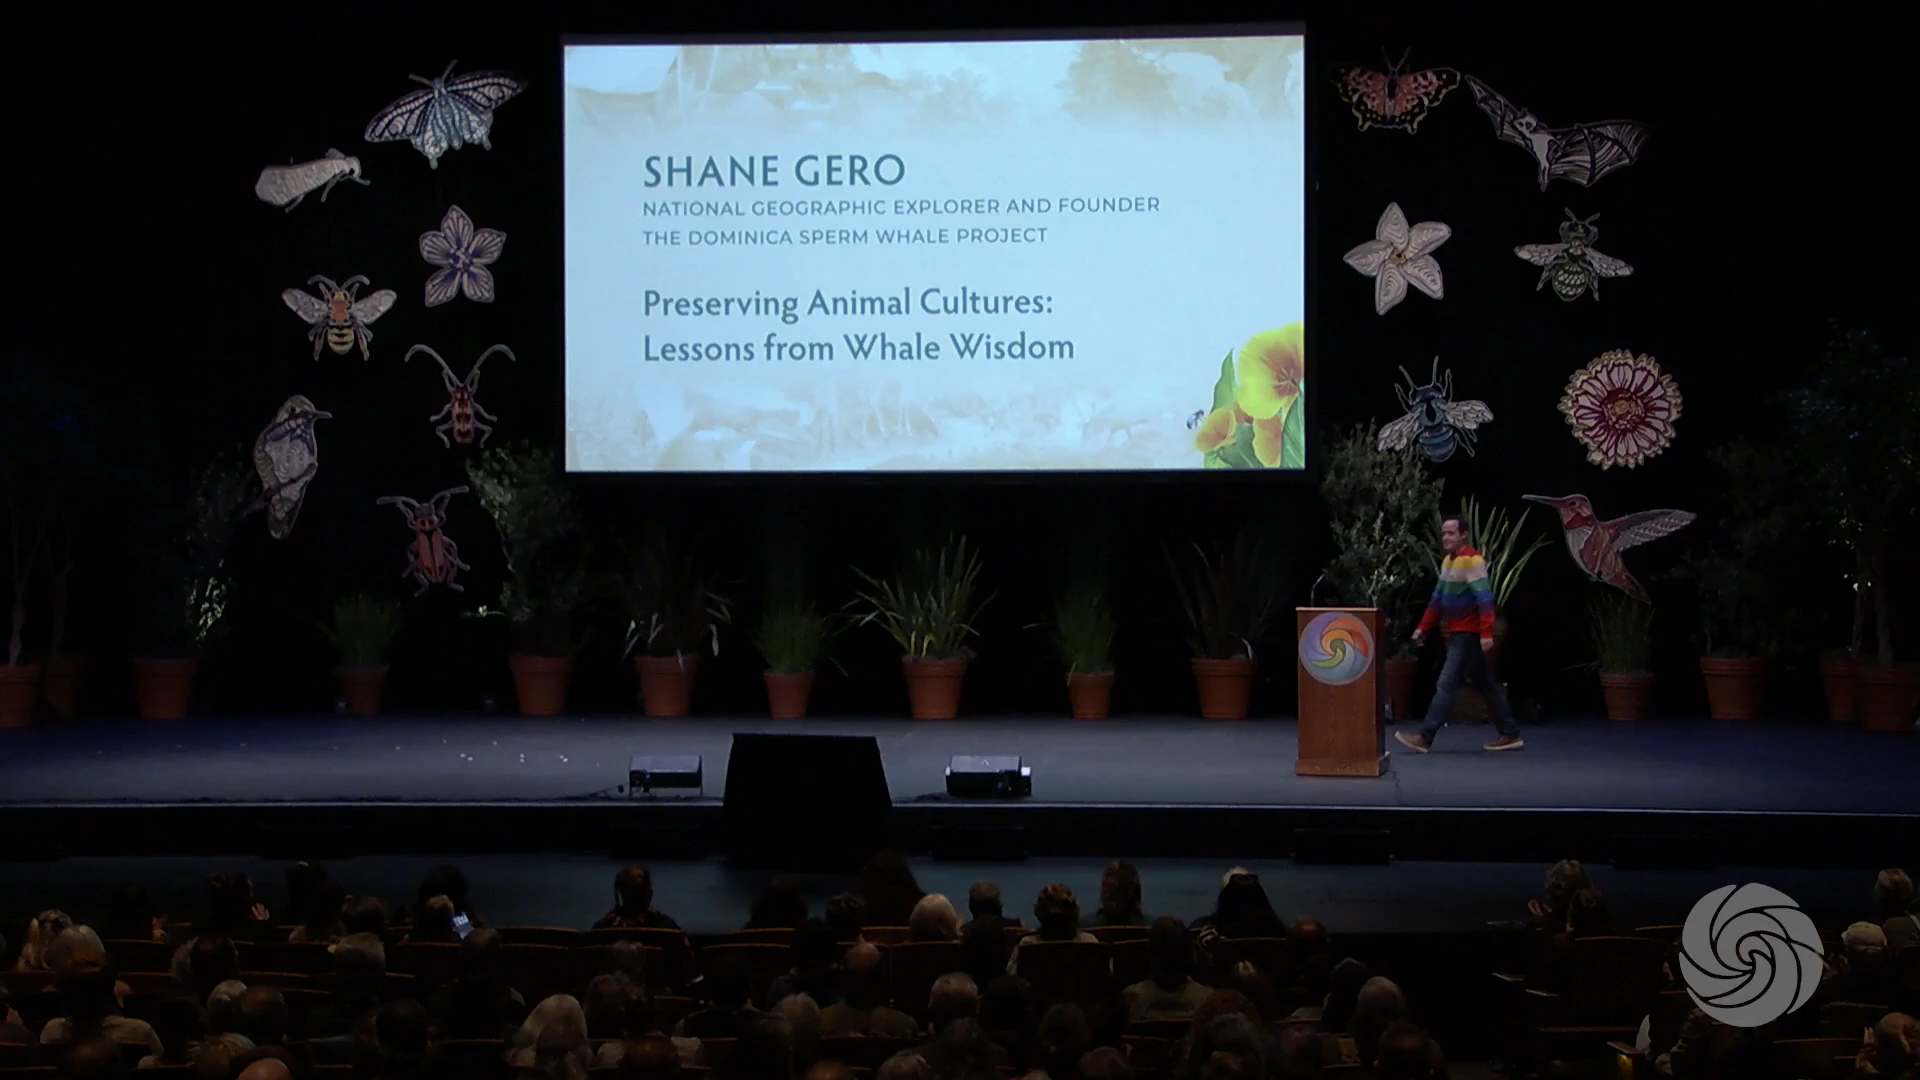 SHANE GERO
NATIONAL GEOGRAPHIC EXPLORER AND FOUNDER
THE DOMINICA SPERM WHALE PROJECT
Preserving Animal Cultures:
Lessons from Whale Wisdom